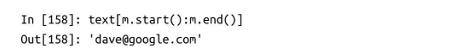 In [158]: text[m.start():m.end()]
Out[158]: 'dave@google.com'